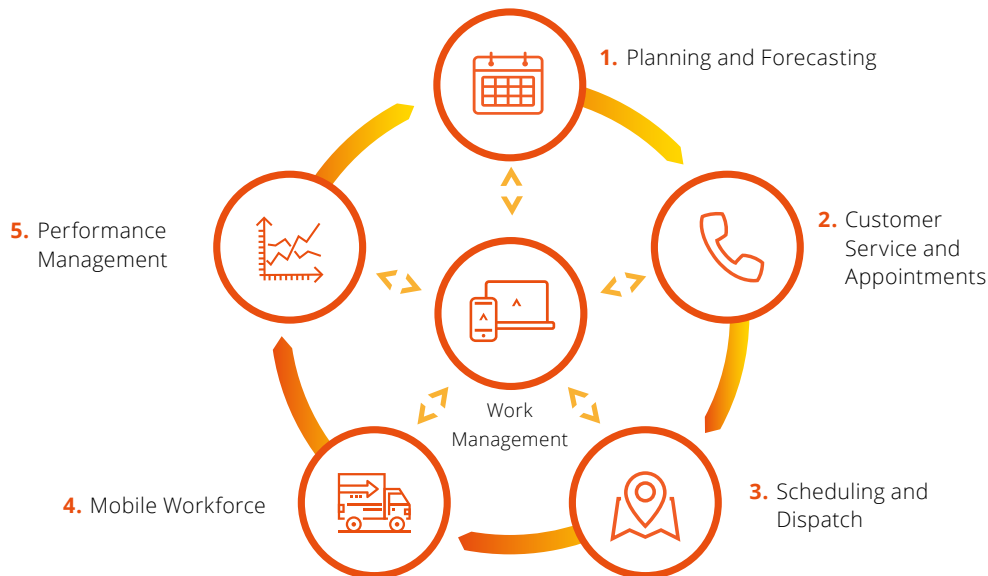 1. Planning and Forecasting
2. Customer
Service and
Appointments
3. Scheduling and
Dispatch
4. Mobile Workforce
5. Performance
Management
Work
Management